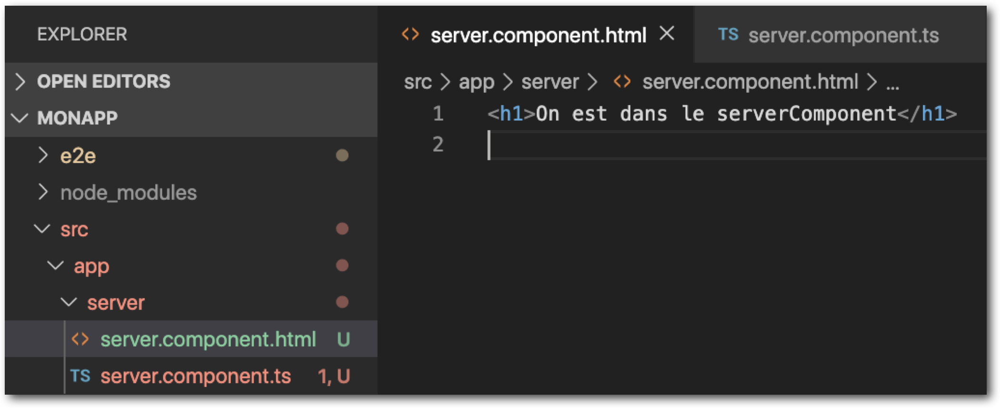 EXPLORER
OPEN EDITORS
MONAPP
e2e
node_modules
src
app
server
<> server.component.html U
TS server.component.ts 1, U
<> server.component.html × TS server.component.ts
src > app > server > <> server.component.html > ...
1 <h1>On est dans le serverComponent</h1>
2